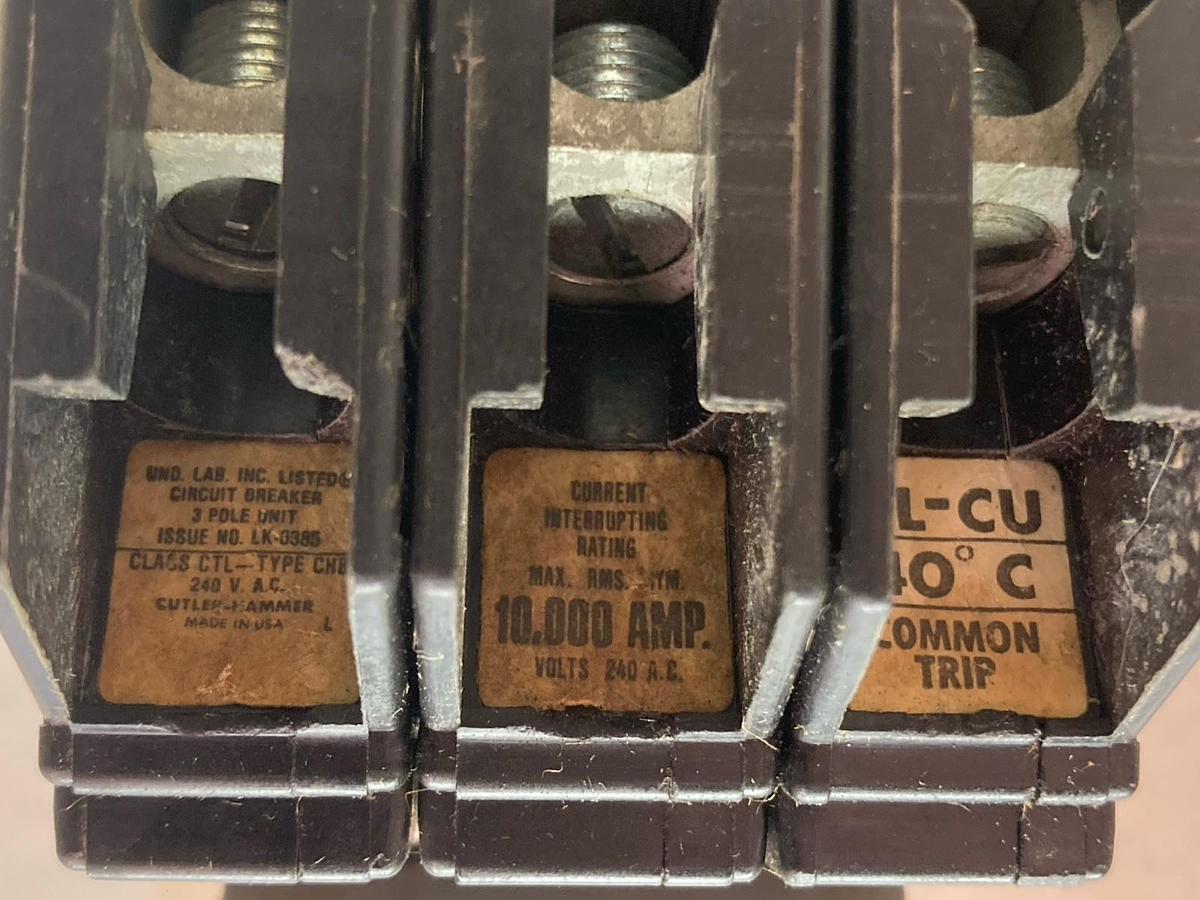 UND. LAB. INC. LISTED®
CIRCUIT BREAKER
3 POLE UNIT
ISSUE NO. LK-3385
CLASS CTL—TYPE CHB
240 V. A.C.
CUTLER-HAMMER
MADE IN USA L
CURRENT
INTERRUPTING
RATING
MAX. RMS. SYM.
10.000 AMP.
VOLTS 240 A.C.
L-CU
40° C
COMMON
TRIP